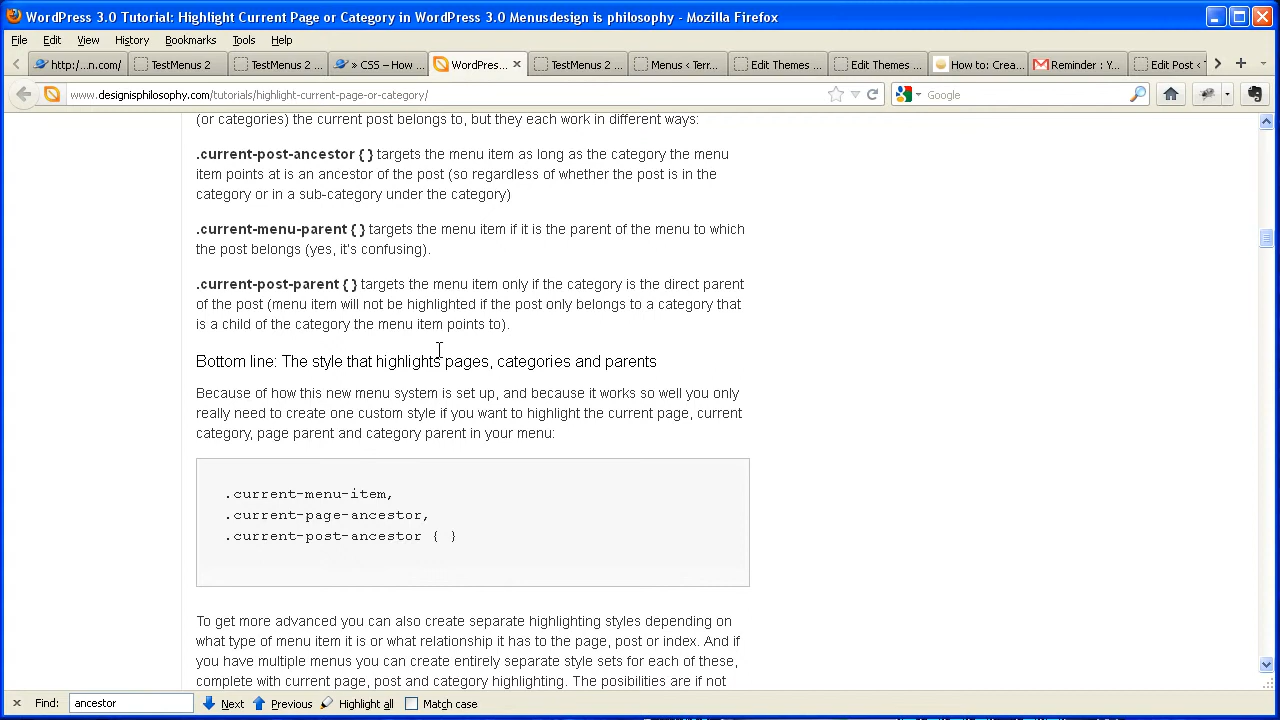 WordPress 3.0 Tutorial: Highlight Current Page or Category in WordPress 3.0 Menusdesign is philosophy - Mozilla Firefox
File Edit View History Bookmarks Tools Help
http:/...n.com/ TestMenus 2 TestMenus 2 ... » CSS – How ... WordPress... TestMenus 2 ... Menus ‹ Terr... Edit Themes ... Edit Themes ... How to: Crea... Reminder : Y... Edit Post ‹
www.designisphilosophy.com/tutorials/highlight-current-page-or-category/ Google
(or categories) the current post belongs to, but they each work in different ways:
.current-post-ancestor { } targets the menu item as long as the category the menu
item points at is an ancestor of the post (so regardless of whether the post is in the
category or in a sub-category under the category)
.current-menu-parent { } targets the menu item if it is the parent of the menu to which
the post belongs (yes, it's confusing).
.current-post-parent { } targets the menu item only if the category is the direct parent
of the post (menu item will not be highlighted if the post only belongs to a category that
is a child of the category the menu item points to).
Bottom line: The style that highlights pages, categories and parents
Because of how this new menu system is set up, and because it works so well you only
really need to create one custom style if you want to highlight the current page, current
category, page parent and category parent in your menu:
.current-menu-item,
.current-page-ancestor,
.current-post-ancestor { }
To get more advanced you can also create separate highlighting styles depending on
what type of menu item it is or what relationship it has to the page, post or index. And if
you have multiple menus you can create entirely separate style sets for each of these,
complete with current page, post and category highlighting. The posibilities are if not
Find: ancestor Next Previous Highlight all Match case